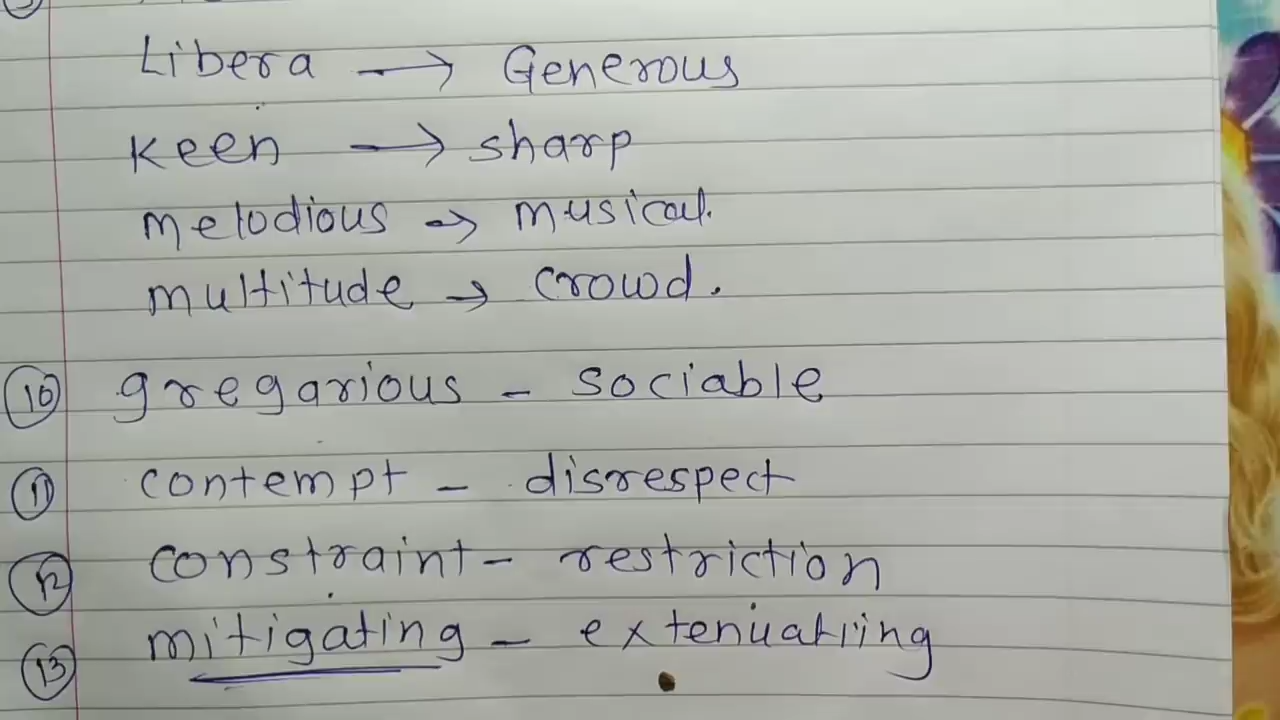 Libera → Generous
Keen → sharp
melodious → musical.
multitude → crowd.
10 gregarious - sociable
11 contempt - disrespect
12 constraint - restriction
13 mitigating - extenuatiing